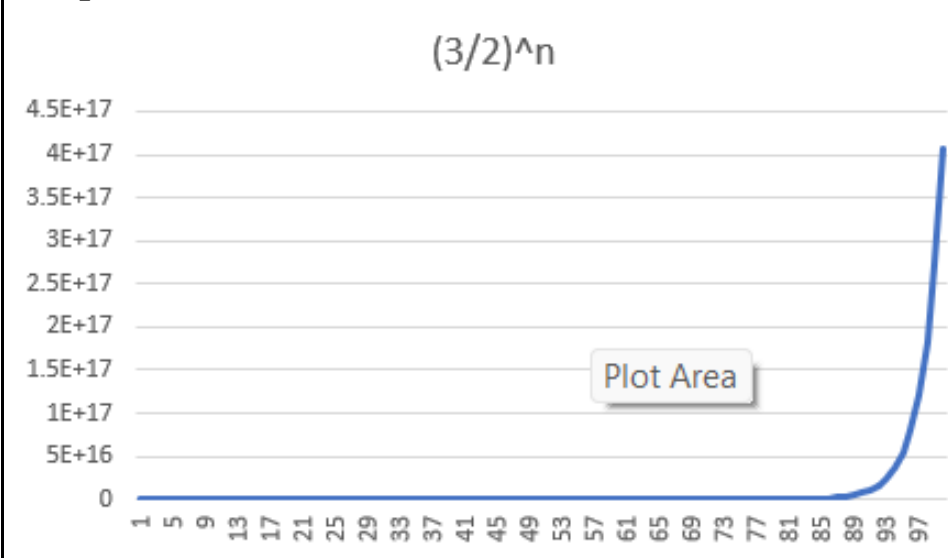 (3/2)^n
4.5E+17
4E+17
3.5E+17
3E+17
2.5E+17
2E+17
1.5E+17
Plot Area
1E+17
5E+16
0
1 5 9 13 17 21 25 29 33 37 41 45 49 53 57 61 65 69 73 77 81 85 89 93 97